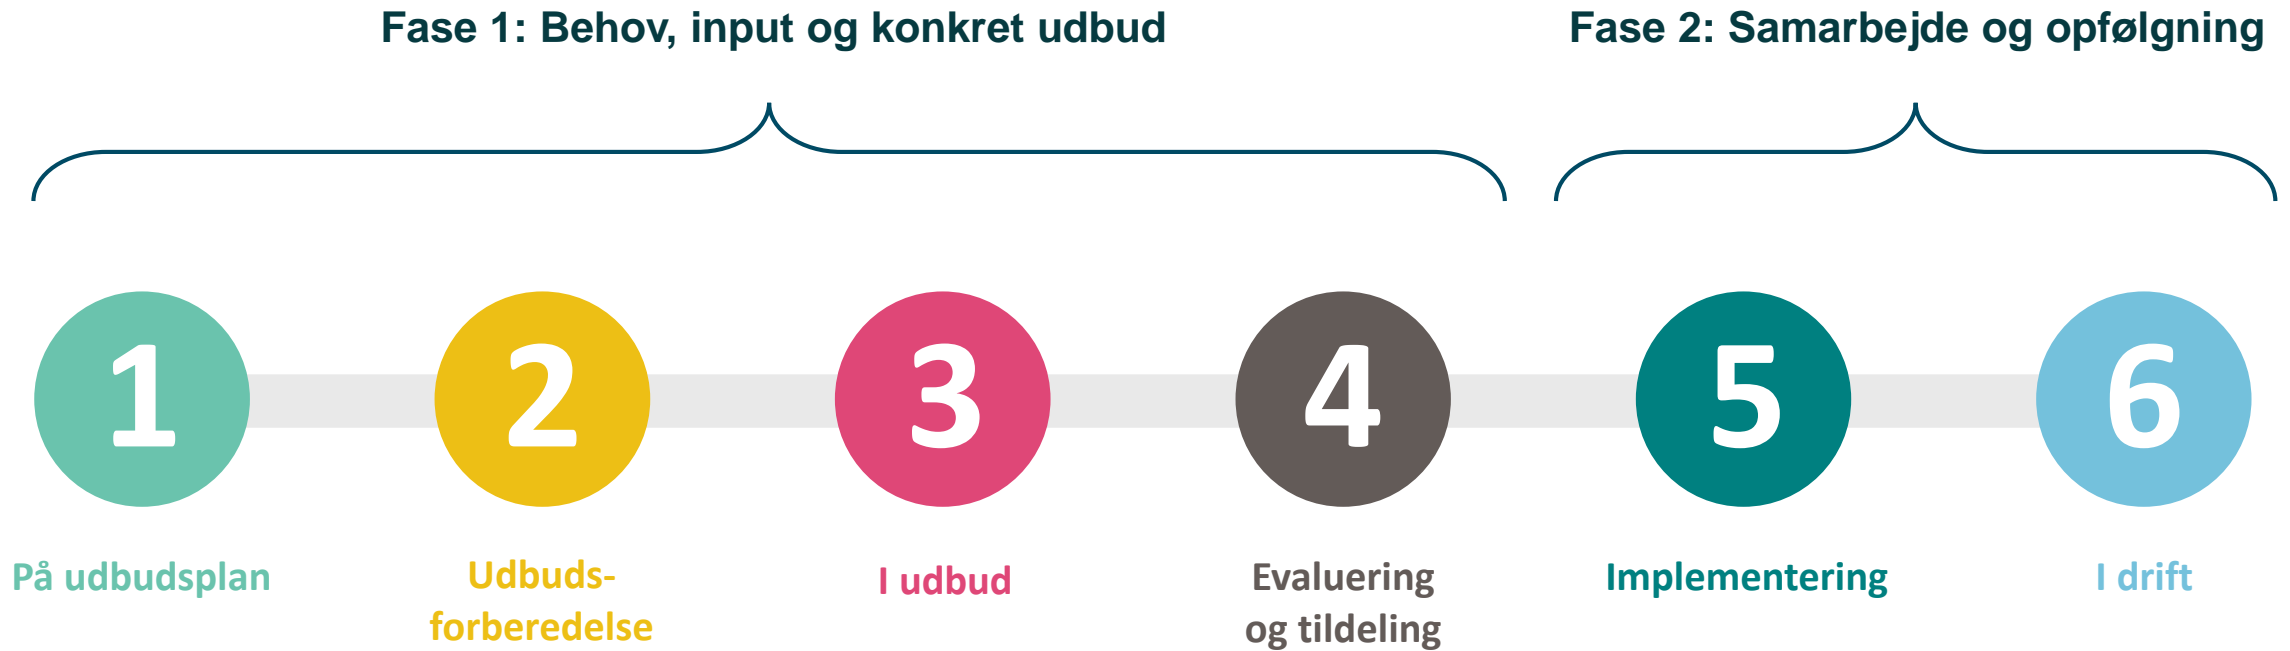 Fase 1: Behov, input og konkret udbud
Fase 2: Samarbejde og opfølgning
1
2
3
4
5
6
På udbudsplan
Udbuds-
forberedelse
I udbud
Evaluering
og tildeling
Implementering
I drift